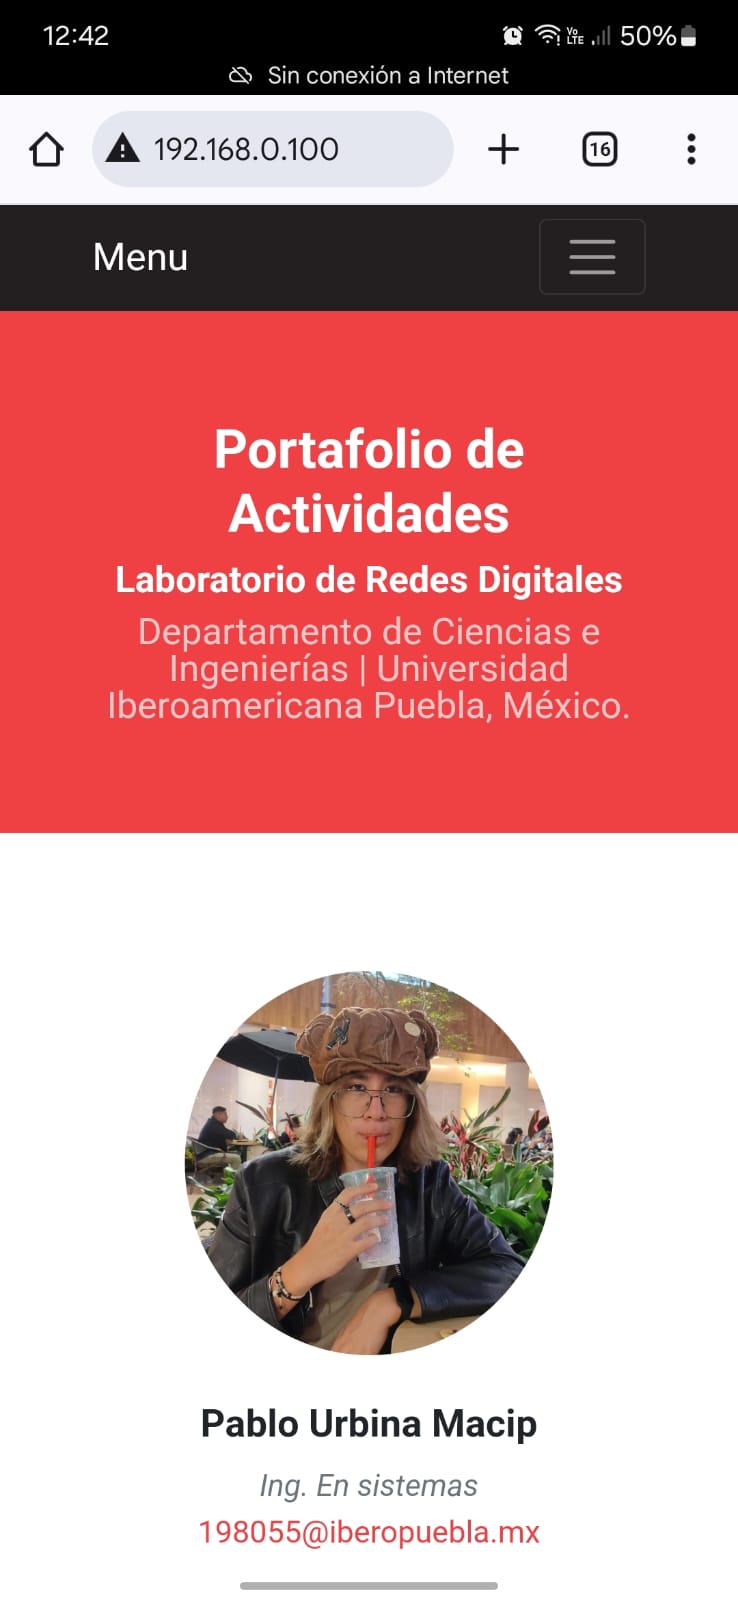 12:42
Vo LTE 50%
Sin conexión a Internet
192.168.0.100
16
Menu
Portafolio de
Actividades
Laboratorio de Redes Digitales
Departamento de Ciencias e
Ingenierías | Universidad
Iberoamericana Puebla, México.
Pablo Urbina Macip
Ing. En sistemas
198055@iberopuebla.mx